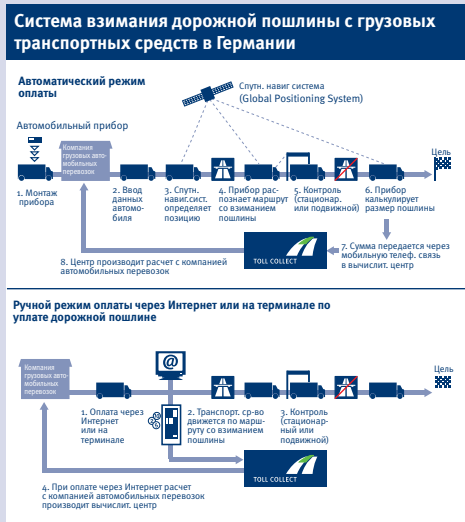 Система взимания дорожной пошлины с грузовых
транспортных средств в Германии
Автоматический режим
оплаты
Спутн. навиг система
(Global Positioning System)
Автомобильный прибор
Компания
грузовых авто-
мобильных
перевозок
Цель
1. Монтаж
прибора
2. Ввод
данных
автомо-
биля
3. Спутн.
навиг.сист.
определяет
позицию
4. Прибор рас-
познает маршрут
со взиманием
пошлины
5. Контроль
(стационар.
или подвижной)
6. Прибор
калькулирует
размер пошлины
7. Сумма передается через
мобильную телеф. связь
в вычислит. центр
TOLL COLLECT
8. Центр производит расчет с компанией
автомобильных перевозок
Ручной режим оплаты через Интернет или на терминале по
уплате дорожной пошлине
@
Компания
грузовых авто-
мобильных
перевозок
Цель
1. Оплата через
Интернет
или на
терминале
2. Транспорт. ср-во
движется по марш-
руту со взиманием
пошлины
3. Контроль
(стационар-
ный или
подвижной)
TOLL COLLECT
4. При оплате через Интернет расчет
с компанией автомобильных перевозок
производит вычислит. центр